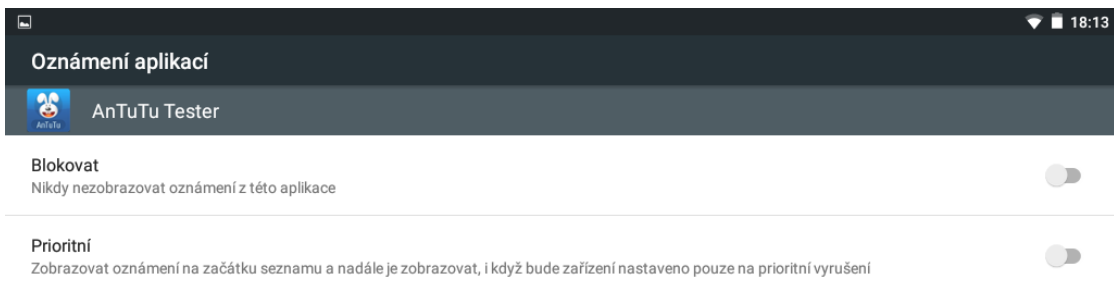 18:13
Oznámení aplikací
AnTuTu
AnTuTu Tester
Blokovat
Nikdy nezobrazovat oznámení z této aplikace
Prioritní
Zobrazovat oznámení na začátku seznamu a nadále je zobrazovat, i když bude zařízení nastaveno pouze na prioritní vyrušení